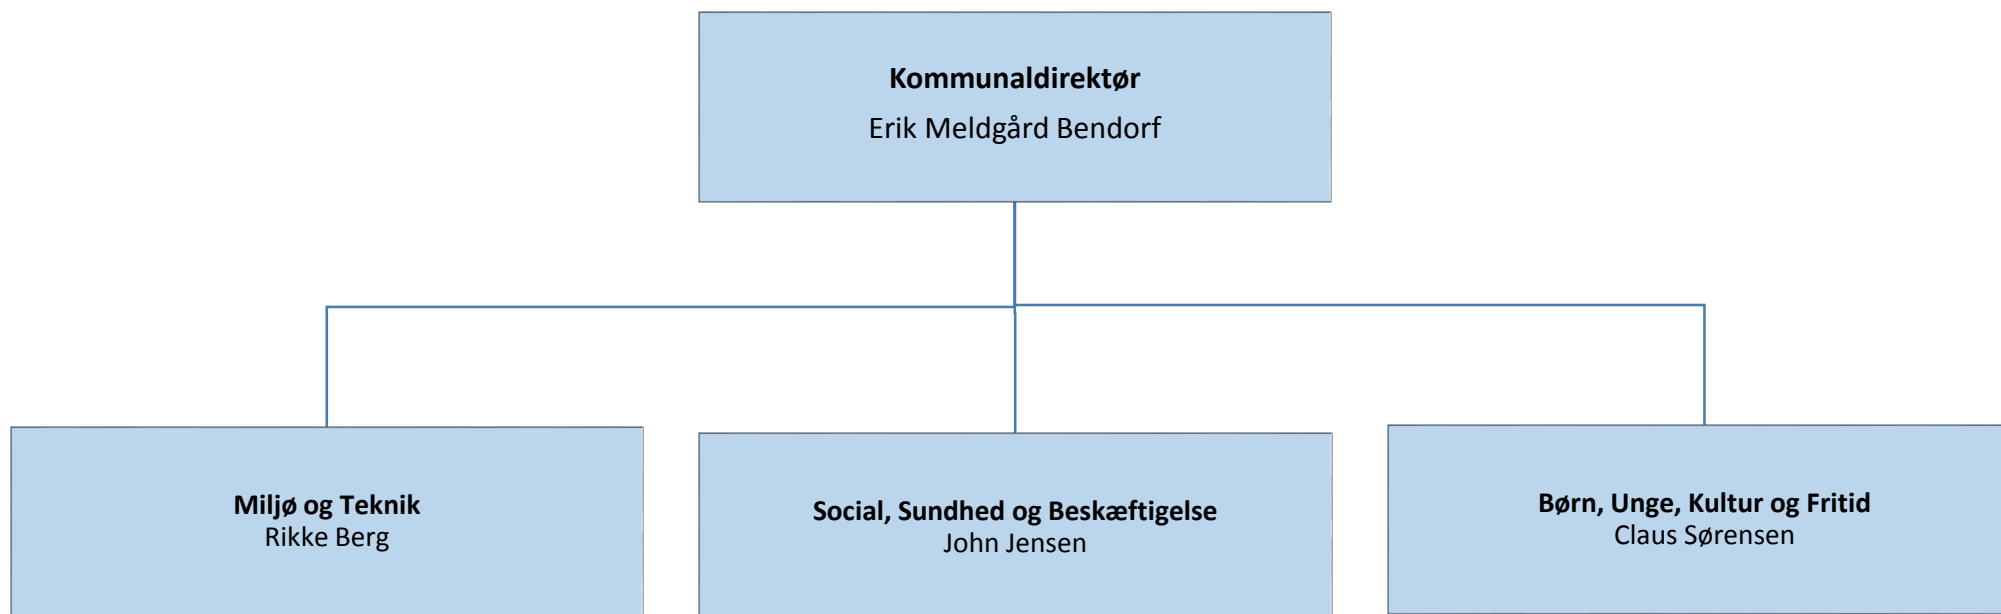 Kommunaldirektør
Erik Meldgård Bendorf
Miljø og Teknik
Rikke Berg
Social, Sundhed og Beskæftigelse
John Jensen
Børn, Unge, Kultur og Fritid
Claus Sørensen